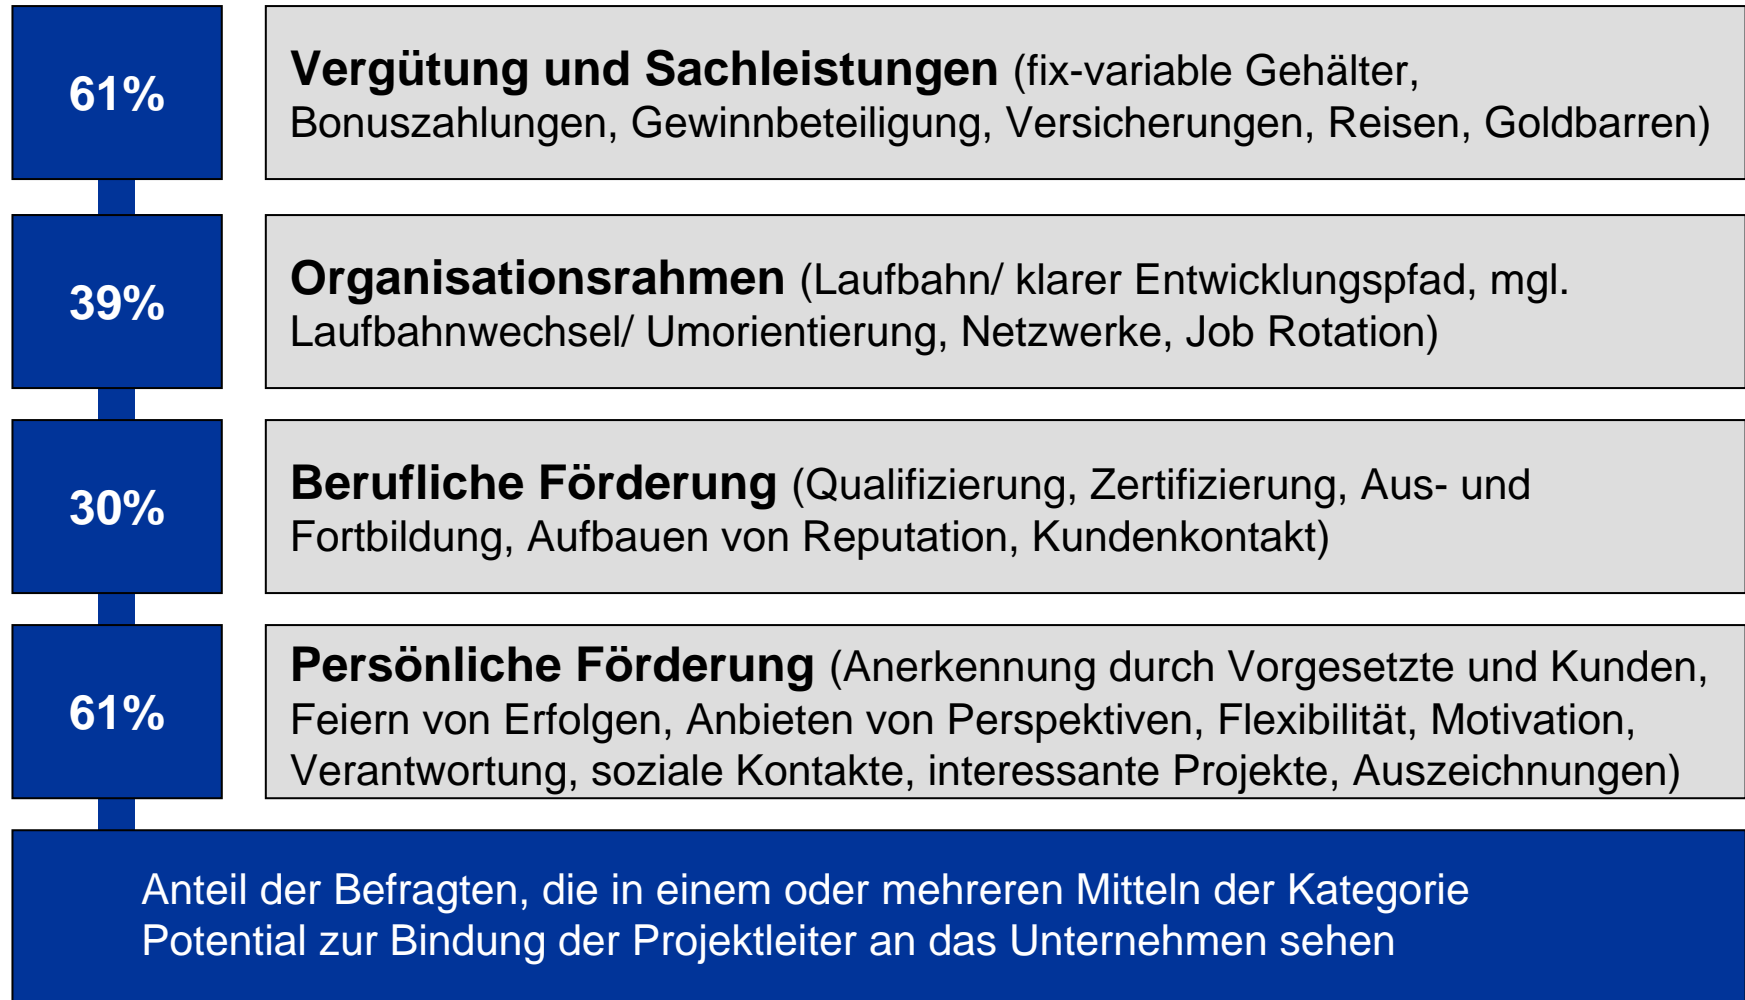 61%
Vergütung und Sachleistungen (fix-variable Gehälter,
Bonuszahlungen, Gewinnbeteiligung, Versicherungen, Reisen, Goldbarren)
39%
Organisationsrahmen (Laufbahn/ klarer Entwicklungspfad, mgl.
Laufbahnwechsel/ Umorientierung, Netzwerke, Job Rotation)
30%
Berufliche Förderung (Qualifizierung, Zertifizierung, Aus- und
Fortbildung, Aufbauen von Reputation, Kundenkontakt)
61%
Persönliche Förderung (Anerkennung durch Vorgesetzte und Kunden,
Feiern von Erfolgen, Anbieten von Perspektiven, Flexibilität, Motivation,
Verantwortung, soziale Kontakte, interessante Projekte, Auszeichnungen)
Anteil der Befragten, die in einem oder mehreren Mitteln der Kategorie
Potential zur Bindung der Projektleiter an das Unternehmen sehen